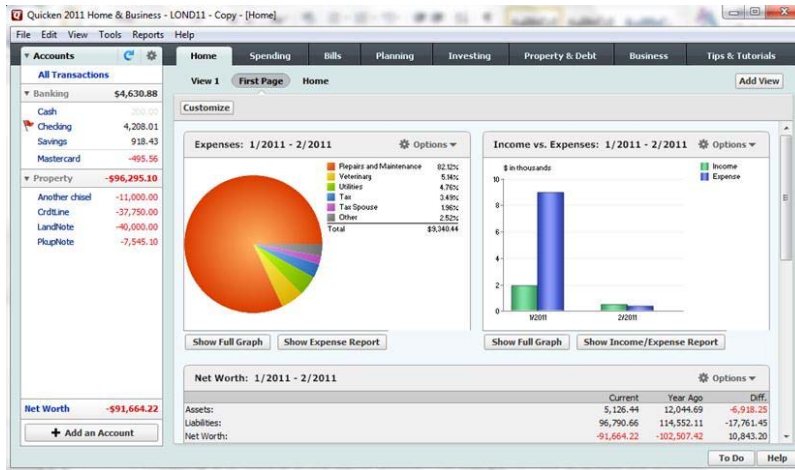 Quicken 2011 Home & Business - LOND11 - Copy - [Home]
File Edit View Tools Reports Help
Accounts
All Transactions
Banking $4,630.88
Cash 200.00
Checking 4,208.01
Savings 918.43
Mastercard -495.56
Property -$96,295.10
Another chisel -11,000.00
CrdtLine -37,750.00
LandNote -40,000.00
PkupNote -7,545.10
Net Worth -$91,664.22
+ Add an Account
Home Spending Bills Planning Investing Property & Debt Business Tips & Tutorials
View 1 First Page Home Add View
Customize
Expenses: 1/2011 - 2/2011 Options
Repairs and Maintenance 82.12%
Veterinary 5.14%
Utilities 4.76%
Tax 3.49%
Tax Spouse 1.96%
Other 2.52%
Total $9,340.44
Show Full Graph Show Expense Report
Income vs. Expenses: 1/2011 - 2/2011 Options
$ in thousands
Income
Expense
10
8
6
4
2
0
1/2011 2/2011
Show Full Graph Show Income/Expense Report
Net Worth: 1/2011 - 2/2011 Options
Current Year Ago Diff.
Assets: 5,126.44 12,044.69 -6,918.25
Liabilities: 96,790.66 114,552.11 -17,761.45
Net Worth: -91,664.22 -102,507.42 10,843.20
To Do Help